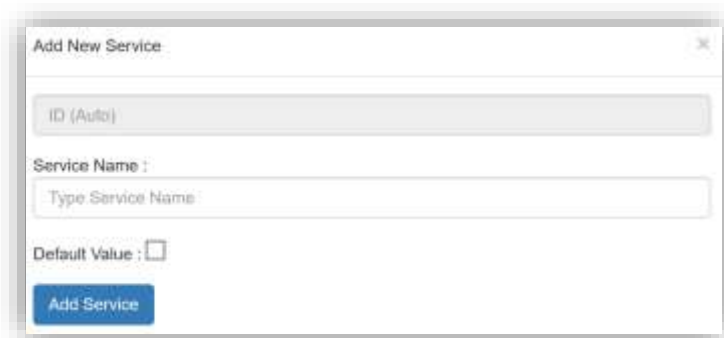 Add New Service
×
ID (Auto)
Service Name :
Type Service Name
Default Value :
Add Service